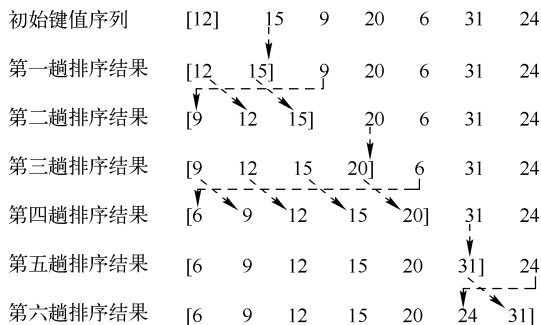 初始键值序列 [12] 15 9 20 6 31 24
第一趟排序结果 [12 15] 9 20 6 31 24
第二趟排序结果 [9 12 15] 20 6 31 24
第三趟排序结果 [9 12 15 20] 6 31 24
第四趟排序结果 [6 9 12 15 20] 31 24
第五趟排序结果 [6 9 12 15 20 31] 24
第六趟排序结果 [6 9 12 15 20 24 31]